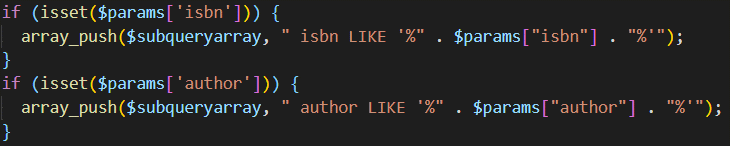 if (isset($params['isbn'])) {
  array_push($subqueryarray, " isbn LIKE '%" . $params["isbn"] . "%'");
}
if (isset($params['author'])) {
  array_push($subqueryarray, " author LIKE '%" . $params["author"] . "%'");
}